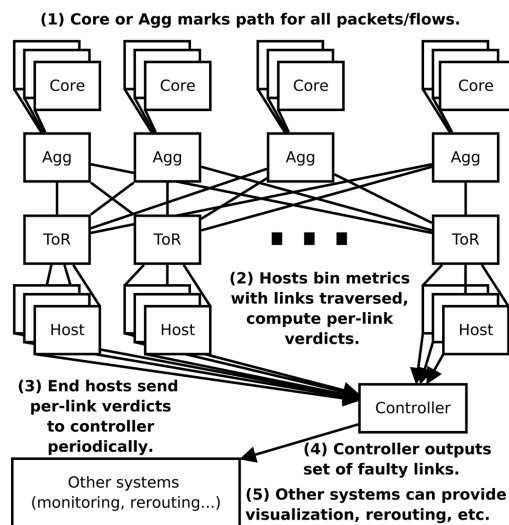 (1) Core or Agg marks path for all packets/flows.
Core
Core
Core
Core
Agg
Agg
Agg
Agg
ToR
ToR
ToR
(2) Hosts bin metrics
with links traversed,
compute per-link
verdicts.
Host
Host
Host
(3) End hosts send
per-link verdicts
to controller
periodically.
Controller
(4) Controller outputs
set of faulty links.
Other systems
(monitoring, rerouting...)
(5) Other systems can provide
visualization, rerouting, etc.